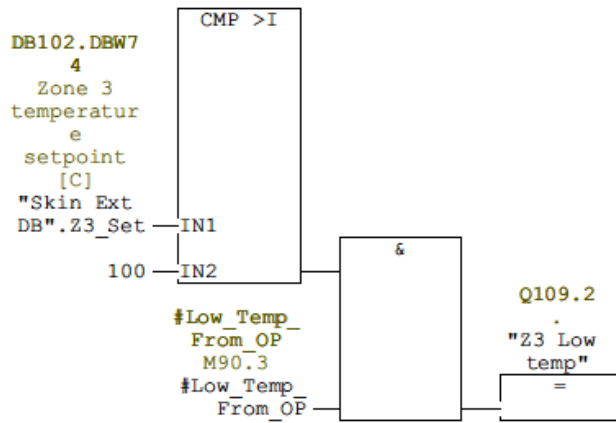 CMP >I
DB102.DBW7
4
Zone 3
temperatur
e
setpoint
[C]
"Skin Ext
DB".Z3_Set
IN1
100
IN2
&
#Low_Temp_
From_OP
M90.3
#Low_Temp_
From_OP
Q109.2
.
"Z3 Low
temp"
=